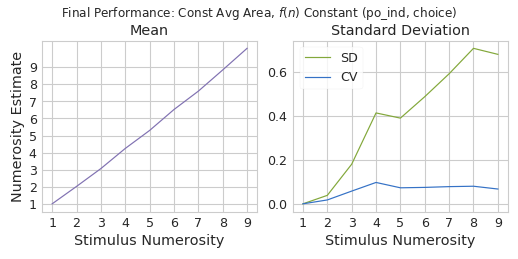 Final Performance: Const Avg Area, f(n) Constant (po_ind, choice)
Mean
Numerosity Estimate
9
8
7
6
5
4
3
2
1
1 2 3 4 5 6 7 8 9
Stimulus Numerosity
Standard Deviation
SD
CV
0.6
0.4
0.2
0.0
1 2 3 4 5 6 7 8 9
Stimulus Numerosity